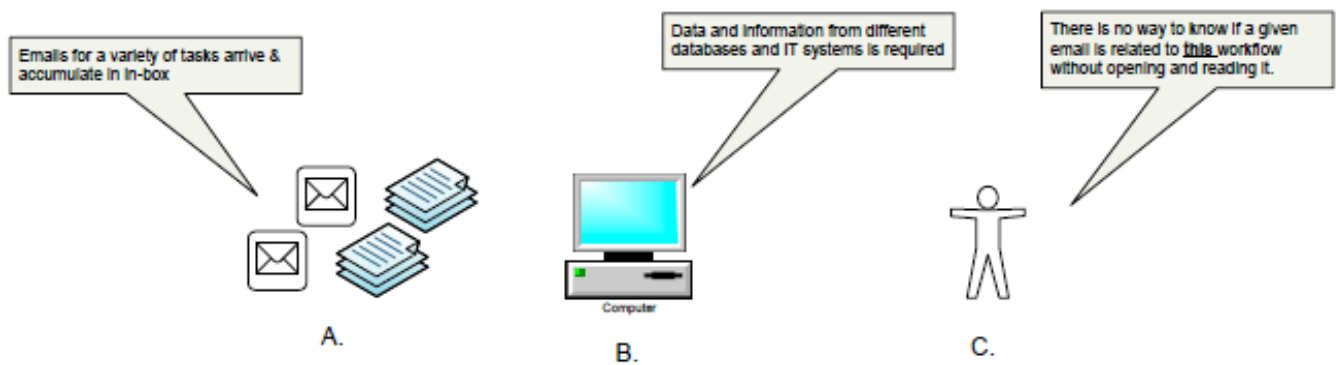 Emails for a variety of tasks arrive &
accumulate in in-box
Data and information from different
databases and IT systems is required
There is no way to know if a given
email is related to this workflow
without opening and reading it.
Computer
A.
B.
C.